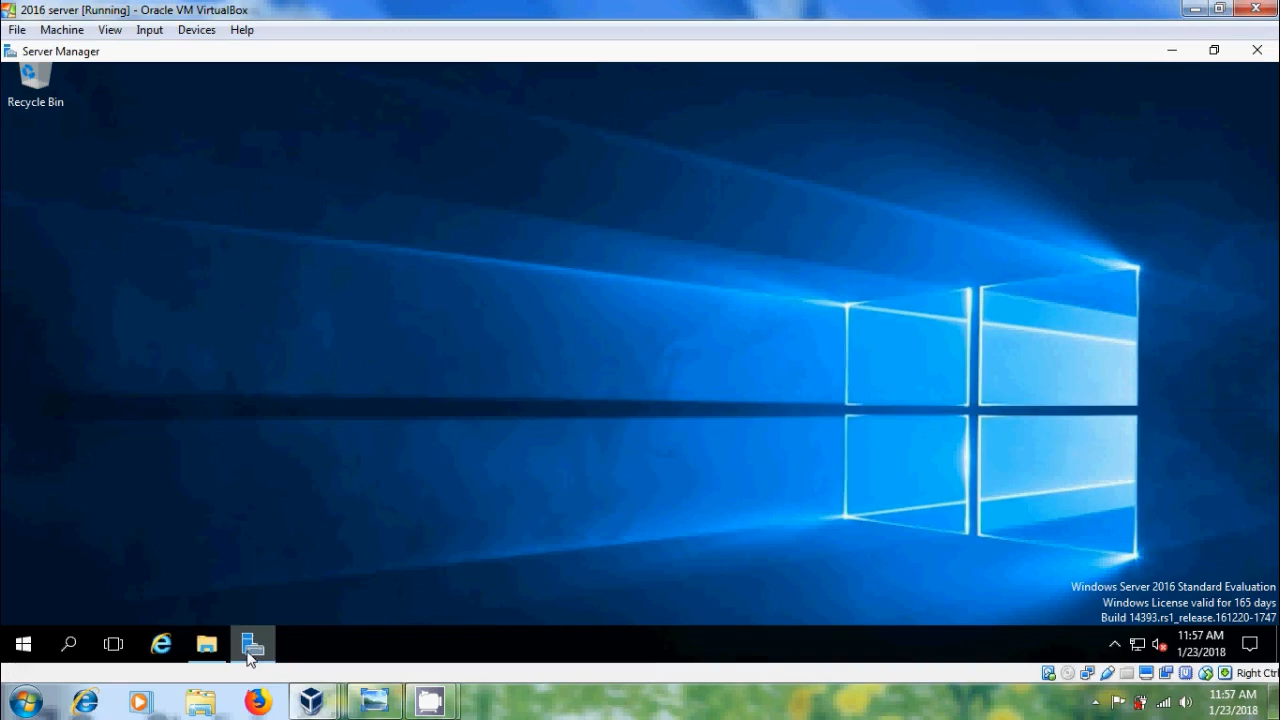 2016 server [Running] - Oracle VM VirtualBox
File Machine View Input Devices Help
Server Manager
Recycle Bin
Windows Server 2016 Standard Evaluation
Windows License valid for 165 days
Build 14393.rs1_release.161220-1747
11:57 AM
1/23/2018
Right Ctrl
11:57 AM
1/23/2018